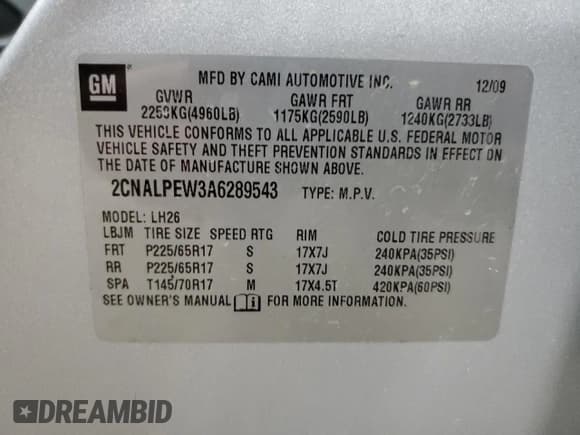 GM
MFD BY CAMI AUTOMOTIVE INC. 12/09
GVWR GAWR FRT GAWR RR
2250KG(4960LB) 1175KG(2590LB) 1240KG(2733LB)
THIS VEHICLE CONFORMS TO ALL APPLICABLE U.S. FEDERAL MOTOR
VEHICLE SAFETY AND THEFT PREVENTION STANDARDS IN EFFECT ON
THE DATE OF MANUFACTURE SHOWN ABOVE.
2CNALPEW3A6289543 TYPE: M.P.V.
MODEL: LH26
LBJM TIRE SIZE SPEED RTG RIM COLD TIRE PRESSURE
FRT P225/65R17 S 17X7J 240KPA(35PSI)
RR P225/65R17 S 17X7J 240KPA(35PSI)
SPA T145/70R17 M 17X4.5T 420KPA(60PSI)
SEE OWNER'S MANUAL FOR MORE INFORMATION.
DREAMBID